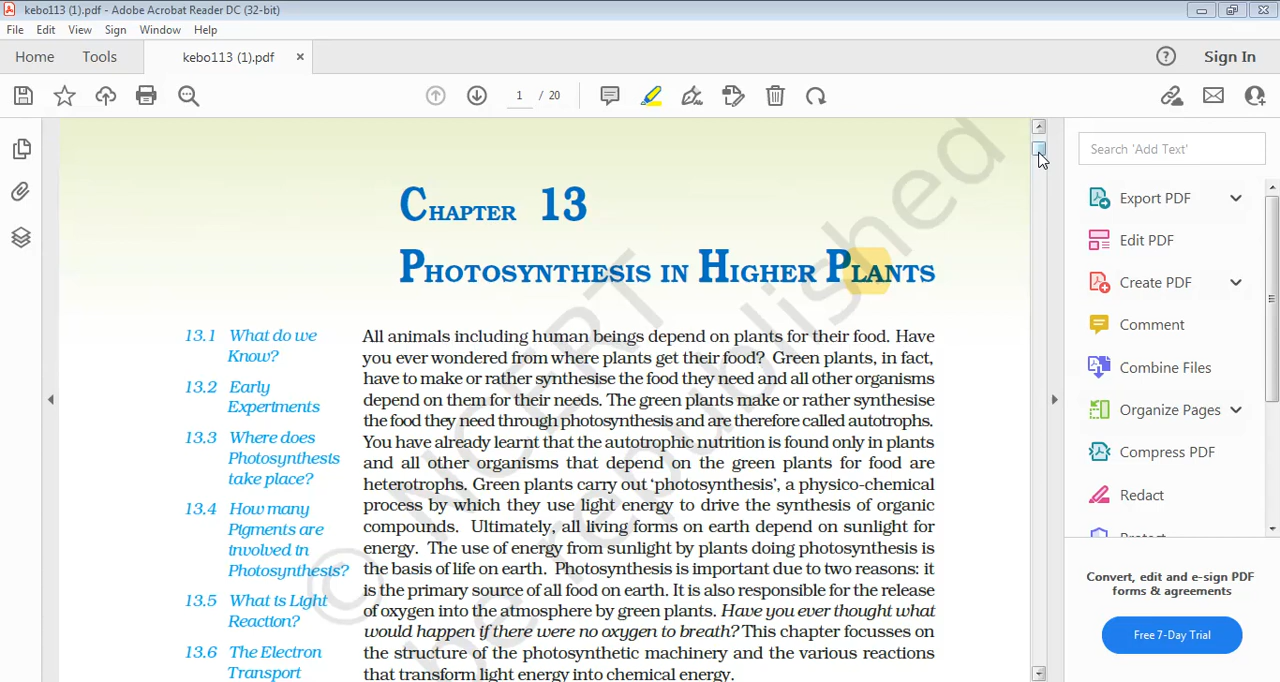 kebo113 (1).pdf - Adobe Acrobat Reader DC (32-bit)
File Edit View Sign Window Help
Home Tools kebo113 (1).pdf × ? Sign In
1 / 20
Search 'Add Text'
CHAPTER 13
PHOTOSYNTHESIS IN HIGHER PLANTS
13.1 What do we
Know?
13.2 Early
Experiments
13.3 Where does
Photosynthesis
take place?
13.4 How many
Pigments are
involved in
Photosynthesis?
13.5 What is Light
Reaction?
13.6 The Electron
Transport
All animals including human beings depend on plants for their food. Have
you ever wondered from where plants get their food? Green plants, in fact,
have to make or rather synthesise the food they need and all other organisms
depend on them for their needs. The green plants make or rather synthesise
the food they need through photosynthesis and are therefore called autotrophs.
You have already learnt that the autotrophic nutrition is found only in plants
and all other organisms that depend on the green plants for food are
heterotrophs. Green plants carry out ‘photosynthesis’, a physico-chemical
process by which they use light energy to drive the synthesis of organic
compounds. Ultimately, all living forms on earth depend on sunlight for
energy. The use of energy from sunlight by plants doing photosynthesis is
the basis of life on earth. Photosynthesis is important due to two reasons: it
is the primary source of all food on earth. It is also responsible for the release
of oxygen into the atmosphere by green plants. Have you ever thought what
would happen if there were no oxygen to breath? This chapter focusses on
the structure of the photosynthetic machinery and the various reactions
that transform light energy into chemical energy.
© NCERT
be republished
Export PDF
Edit PDF
Create PDF
Comment
Combine Files
Organize Pages
Compress PDF
Redact
Protect
Convert, edit and e-sign PDF
forms & agreements
Free 7-Day Trial